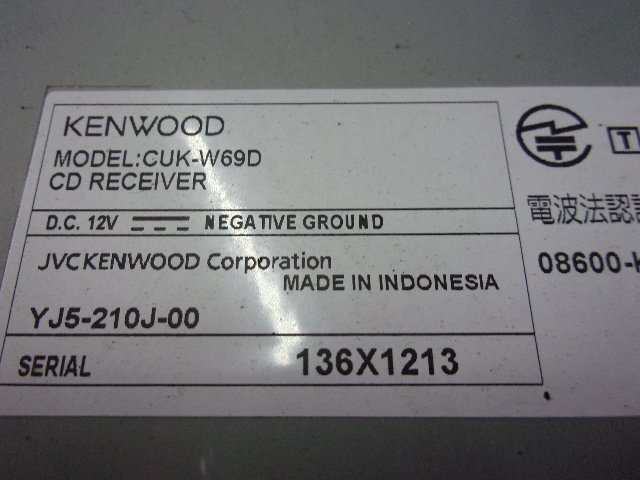 KENWOOD
MODEL:CUK-W69D
CD RECEIVER
D.C. 12V NEGATIVE GROUND
JVCKENWOOD Corporation
MADE IN INDONESIA
YJ5-210J-00
SERIAL 136X1213
T
電波法認
08600-